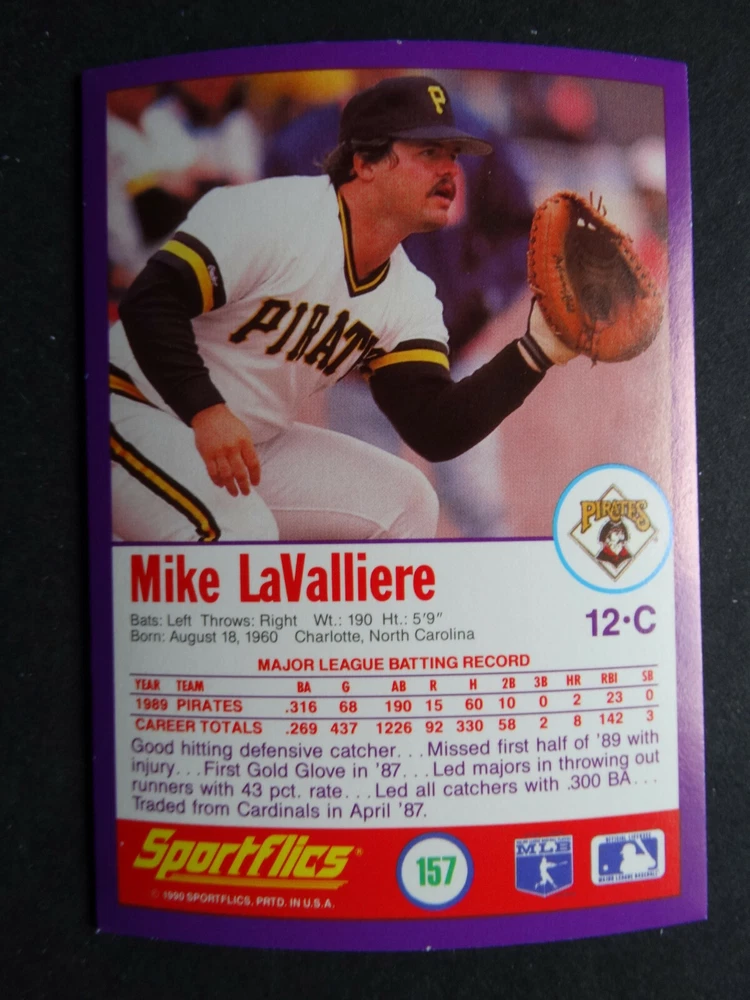 P
PIRAT
PIRATES
Mike LaValliere
12•C
Bats: Left Throws: Right Wt.: 190 Ht.: 5'9"
Born: August 18, 1960 Charlotte, North Carolina
MAJOR LEAGUE BATTING RECORD
YEAR TEAM BA G AB R H 2B 3B HR RBI SB
1989 PIRATES .316 68 190 15 60 10 0 2 23 0
CAREER TOTALS .269 437 1226 92 330 58 2 8 142 3
Good hitting defensive catcher. . .Missed first half of '89 with
injury. . .First Gold Glove in '87. . .Led majors in throwing out
runners with 43 pct. rate. . .Led all catchers with .300 BA. . .
Traded from Cardinals in April '87.
Sportflics®
© 1990 SPORTFLICS, PRTD. IN U.S.A.
157
MLB